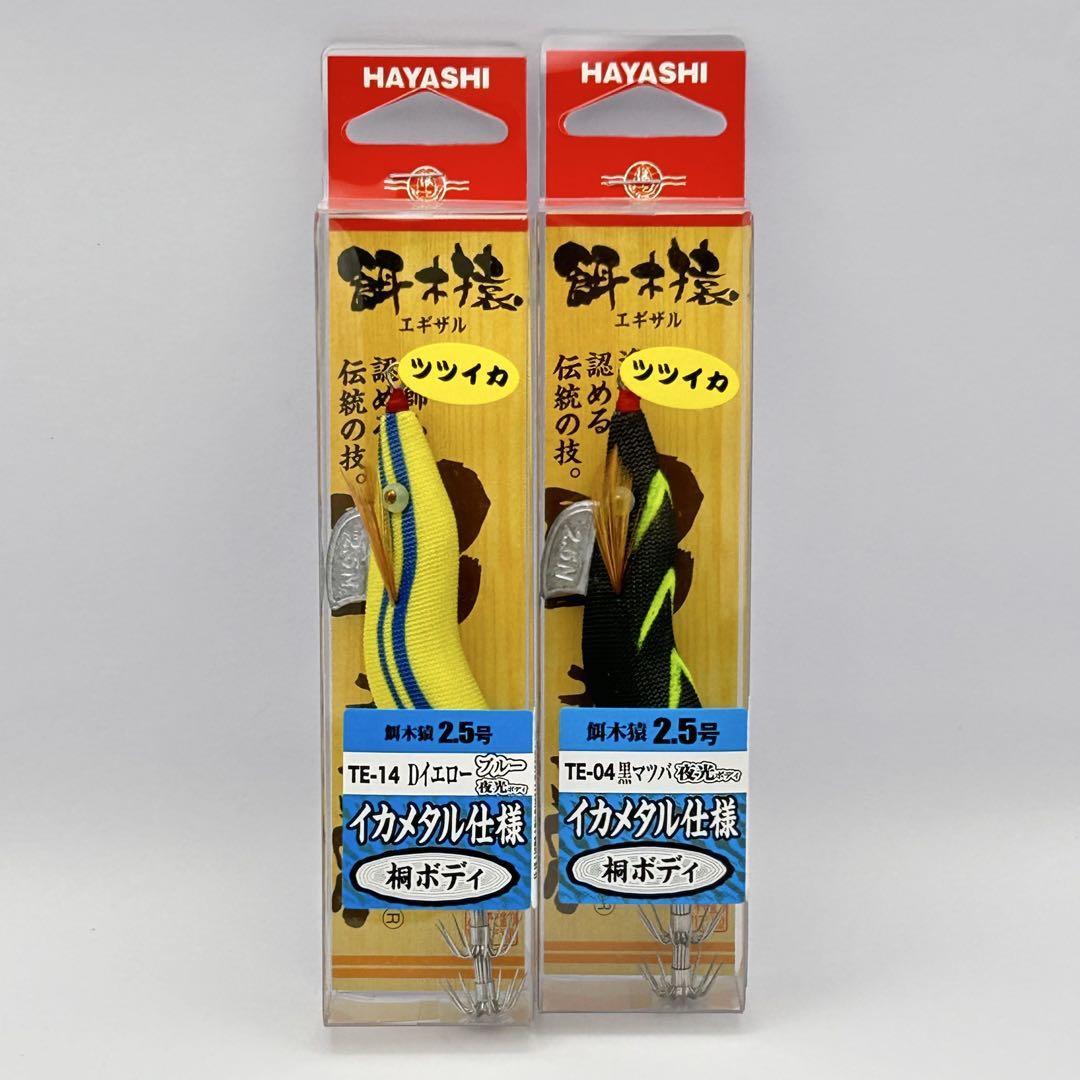 HAYASHI
餌木猿
エギザル
ツツイカ
認める
伝統の技。
2.5N
餌木猿 2.5号
TE-14 Dイエロー ブルー夜光ボディ
イカメタル仕様
桐ボディ
®
HAYASHI
餌木猿
エギザル
ツツイカ
認める
伝統の技。
2.5N
餌木猿 2.5号
TE-04 黒マツバ 夜光ボディ
イカメタル仕様
桐ボディ
®